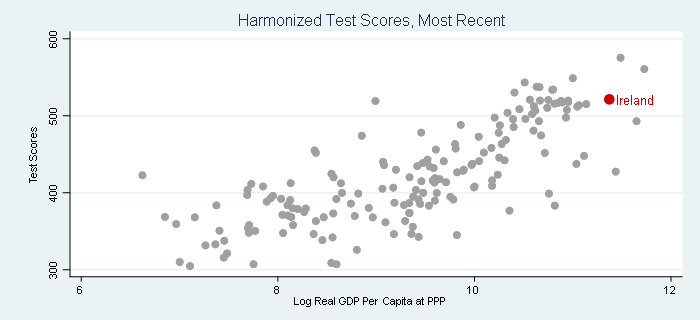 Harmonized Test Scores, Most Recent
600
500
400
300
Test Scores
Ireland
6
8
10
12
Log Real GDP Per Capita at PPP